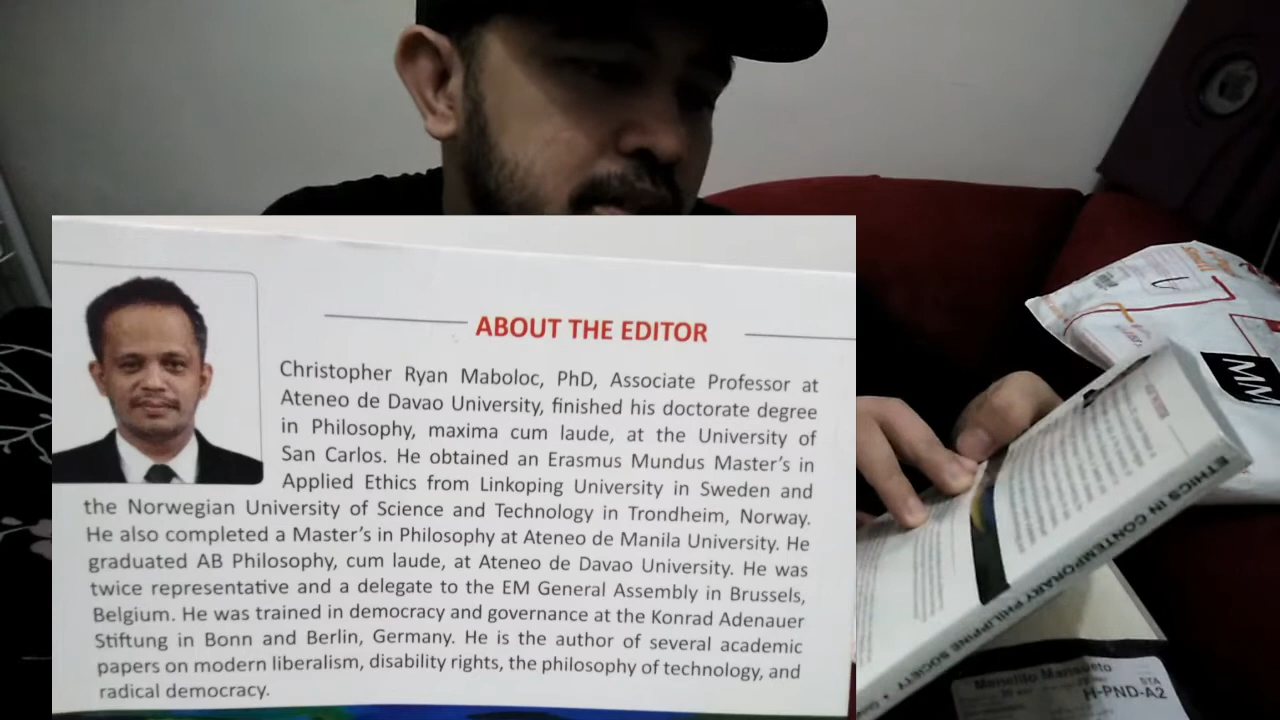 ABOUT THE EDITOR
Christopher Ryan Maboloc, PhD, Associate Professor at
Ateneo de Davao University, finished his doctorate degree
in Philosophy, maxima cum laude, at the University of
San Carlos. He obtained an Erasmus Mundus Master's in
Applied Ethics from Linkoping University in Sweden and
the Norwegian University of Science and Technology in Trondheim, Norway.
He also completed a Master's in Philosophy at Ateneo de Manila University. He
graduated AB Philosophy, cum laude, at Ateneo de Davao University. He was
twice representative and a delegate to the EM General Assembly in Brussels,
Belgium. He was trained in democracy and governance at the Konrad Adenauer
Stiftung in Bonn and Berlin, Germany. He is the author of several academic
papers on modern liberalism, disability rights, the philosophy of technology, and
radical democracy.
MM
ETHICS IN CONTEMPORARY PHILIPPINE SOCIETY
Manolito Mansueto
STA
H-PND-A2